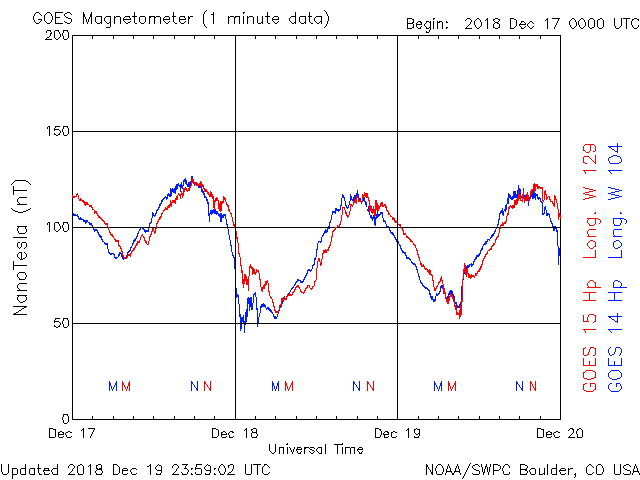 GOES Magnetometer (1 minute data)
Begin: 2018 Dec 17 0000 UTC
200
150
100
50
0
NanoTesla (nT)
M M N N M M N N M M N N
Dec 17 Dec 18 Dec 19 Dec 20
Universal Time
GOES 15 Hp Long. W 129
GOES 14 Hp Long. W 104
Updated 2018 Dec 19 23:59:02 UTC
NOAA/SWPC Boulder, CO USA